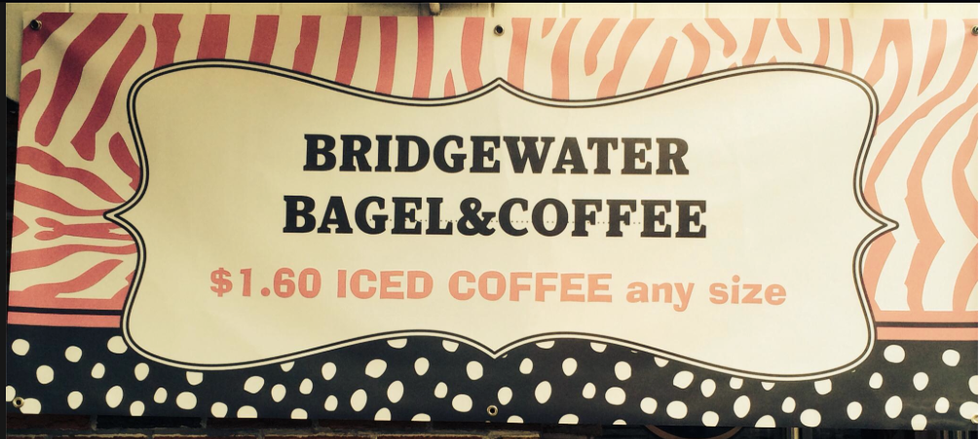 BRIDGEWATER
BAGEL&COFFEE
$1.60 ICED COFFEE any size